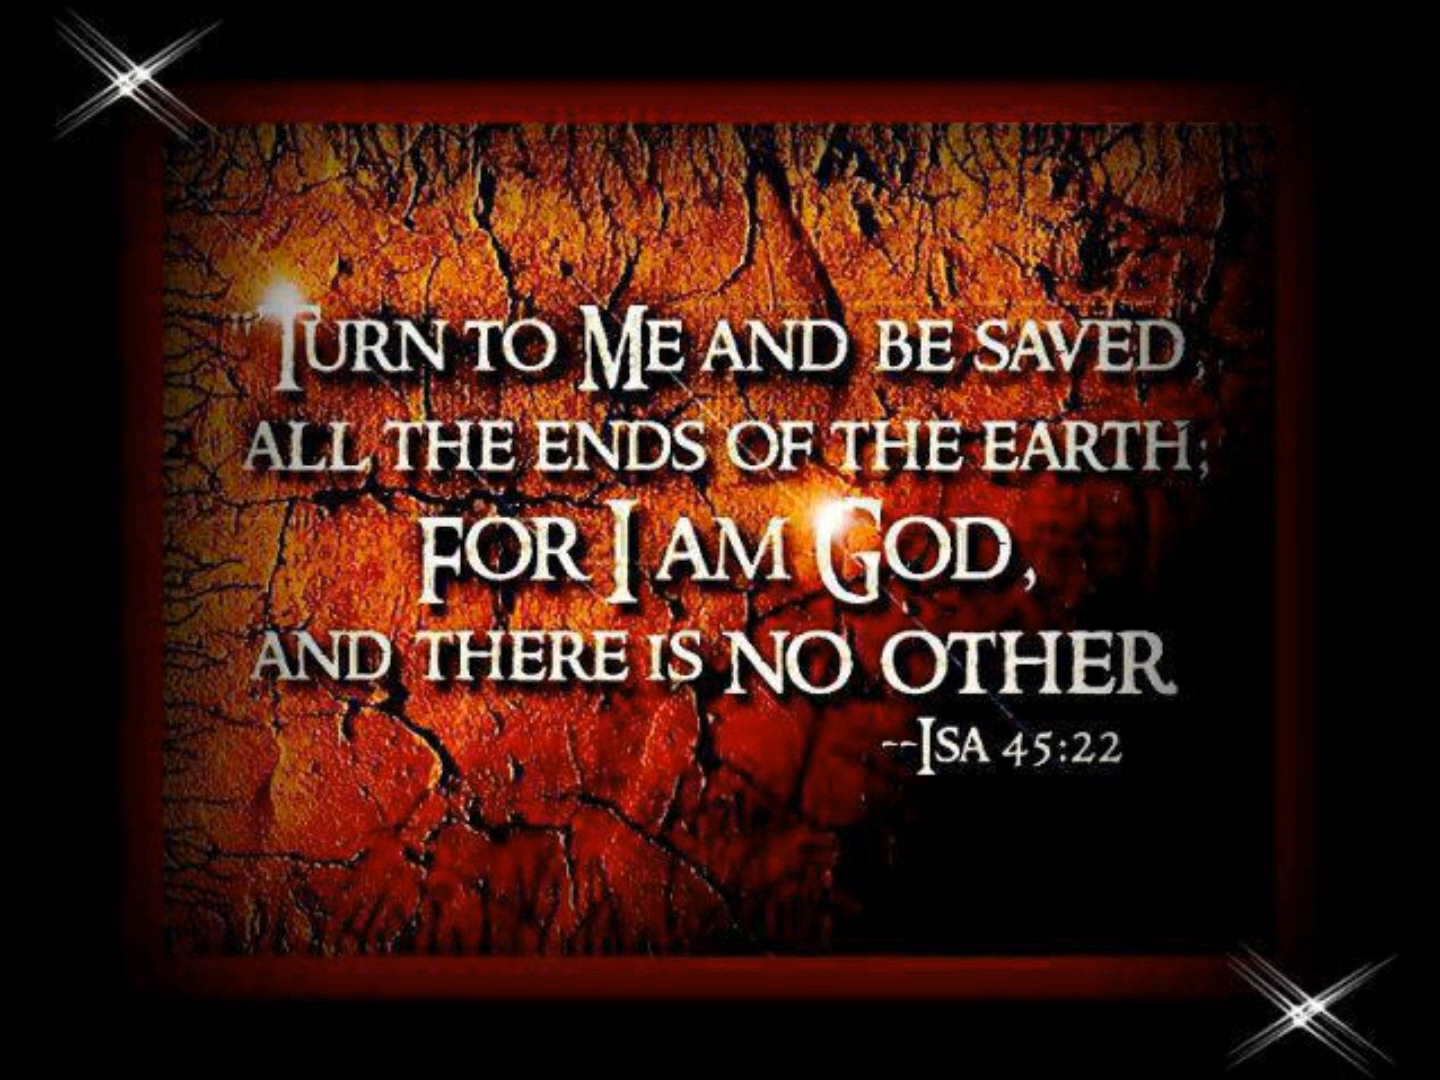 Turn to Me and be saved,
all the ends of the earth;
for I am God,
and there is no other
--Isa 45:22